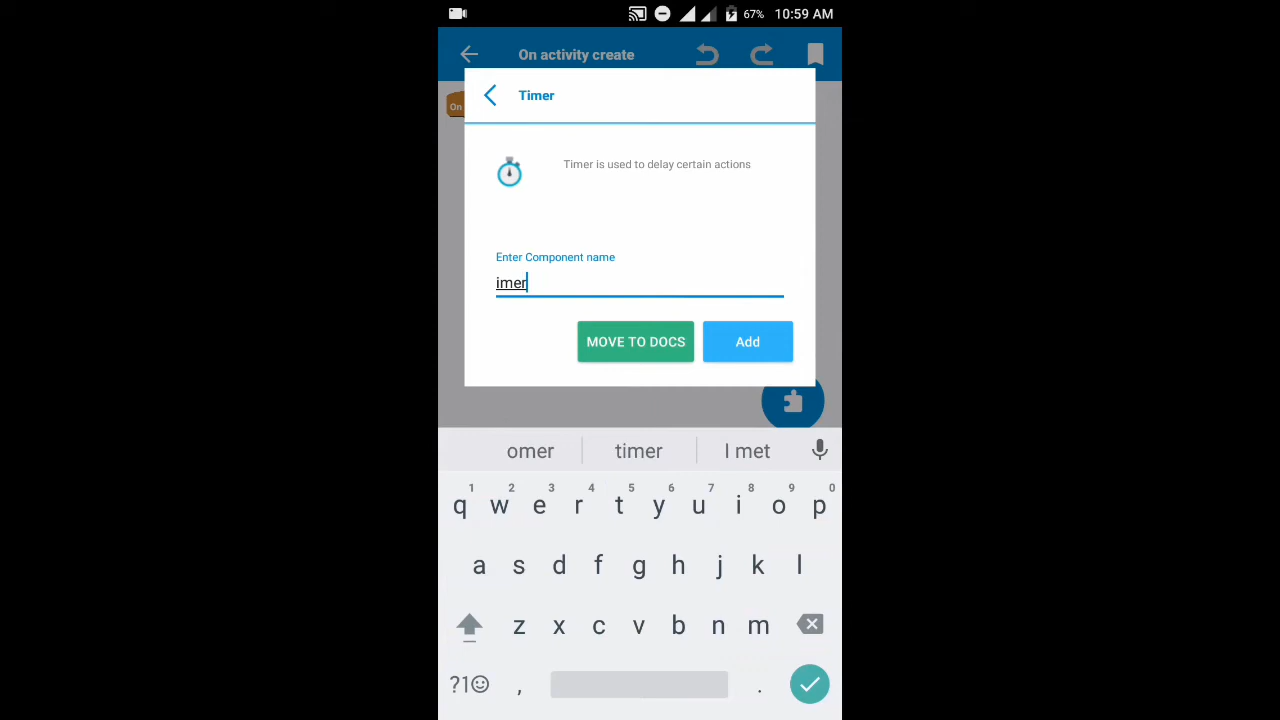 67% 10:59 AM
On activity create
On
Timer
Timer is used to delay certain actions
Enter Component name
imer
MOVE TO DOCS Add
omer timer I met
1 2 3 4 5 6 7 8 9 0
q w e r t y u i o p
a s d f g h j k l
z x c v b n m
?1☺ , .